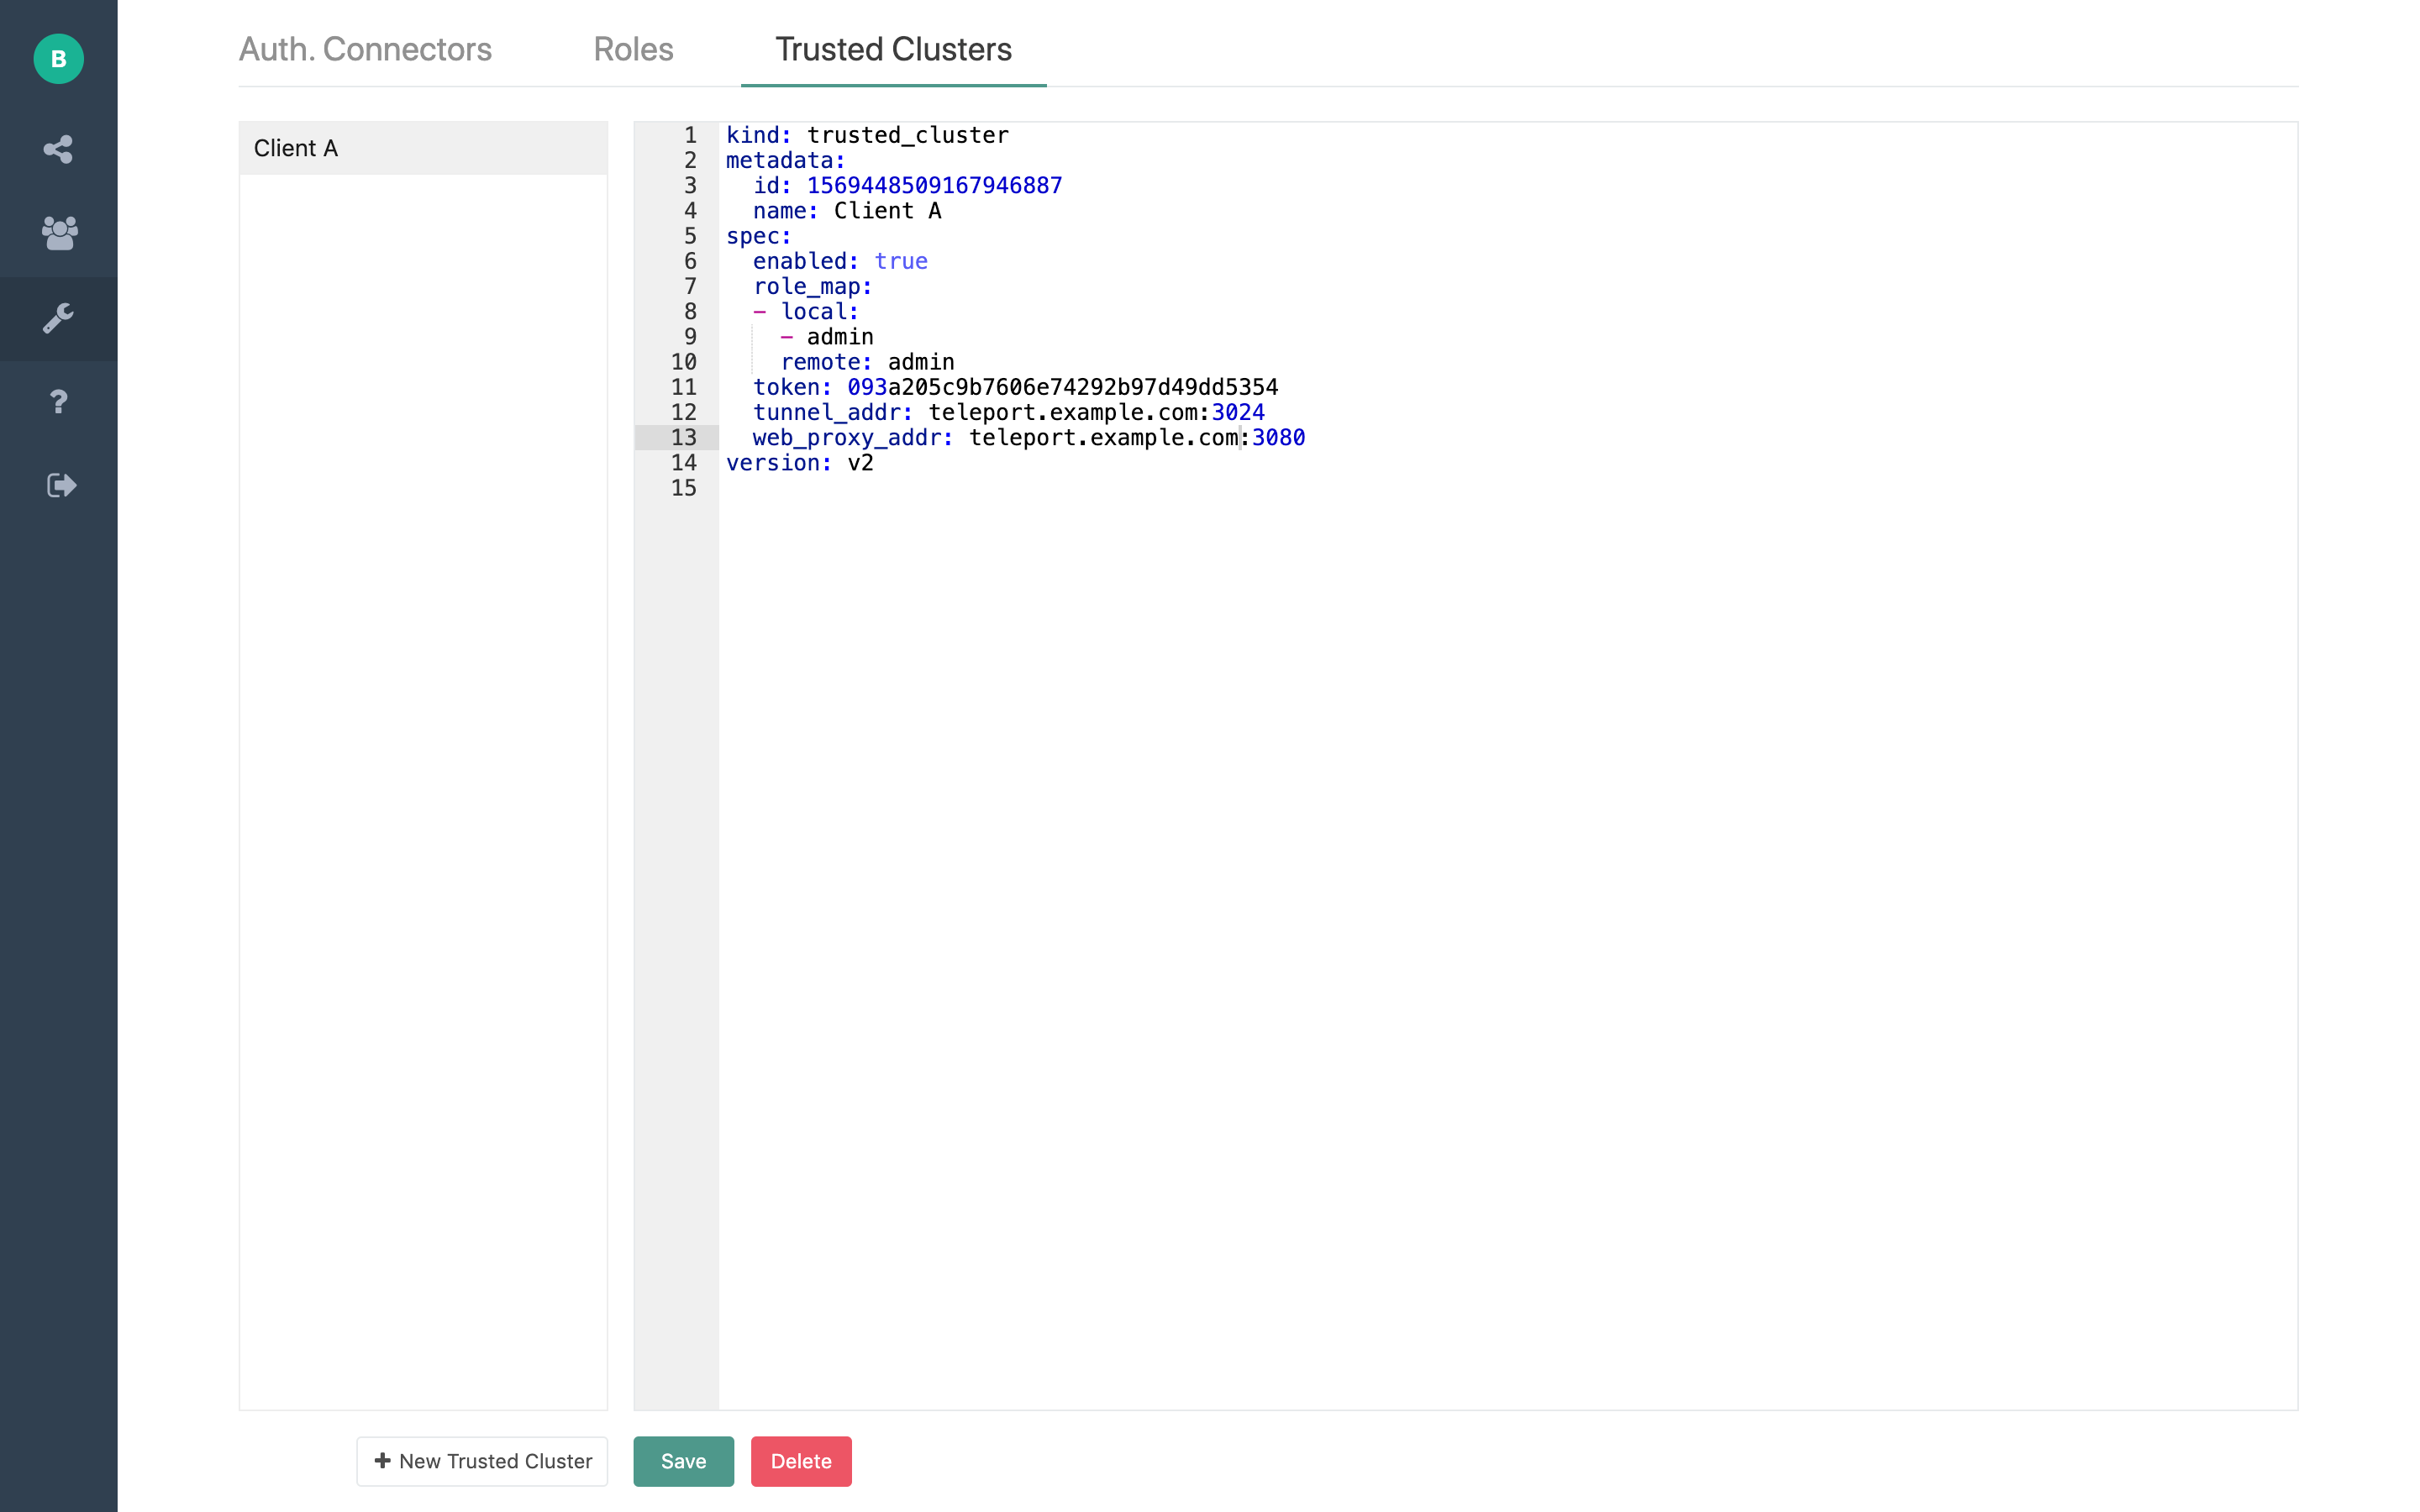 B
Auth. Connectors Roles Trusted Clusters
Client A
1 kind: trusted_cluster
2 metadata:
3   id: 1569448509167946887
4   name: Client A
5 spec:
6   enabled: true
7   role_map:
8   - local:
9     - admin
10     remote: admin
11   token: 093a205c9b7606e74292b97d49dd5354
12   tunnel_addr: teleport.example.com:3024
13   web_proxy_addr: teleport.example.com:3080
14 version: v2
15
+ New Trusted Cluster Save Delete
?